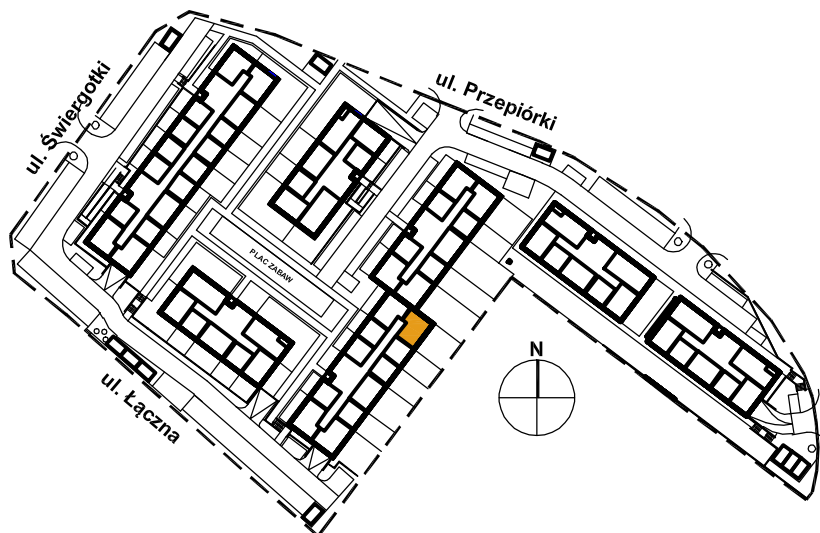 ul. Przepiórki
ul. Świergotki
PLAC ZABAW
N
ul. Łączna